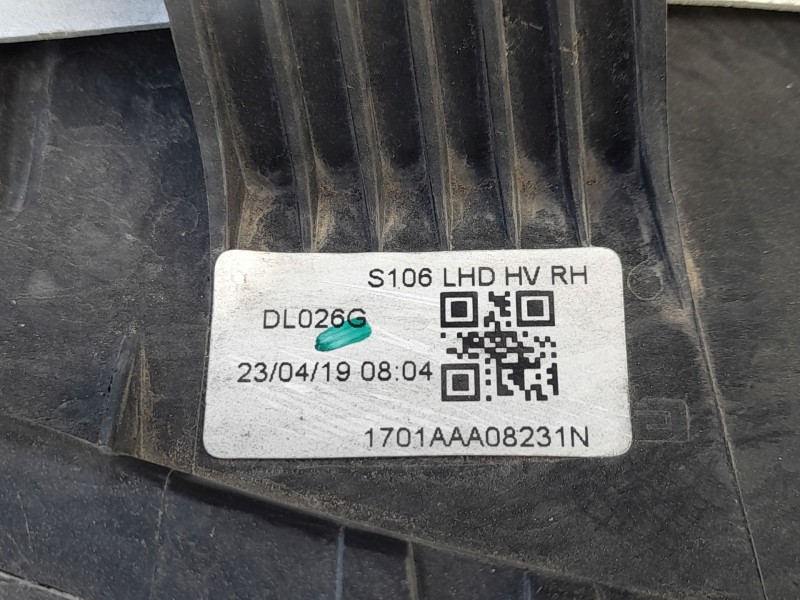 S106 LHD HV RH
DL026G
23/04/19 08:04
1701AAA08231N